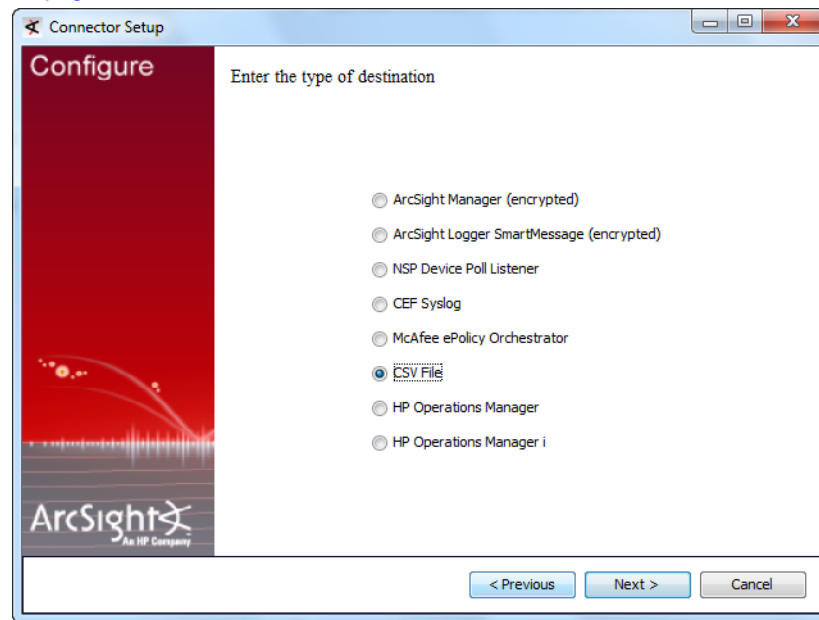 Connector Setup
Configure
Enter the type of destination
ArcSight Manager (encrypted)
ArcSight Logger SmartMessage (encrypted)
NSP Device Poll Listener
CEF Syslog
McAfee ePolicy Orchestrator
CSV File
HP Operations Manager
HP Operations Manager i
ArcSight
An HP Company
< Previous
Next >
Cancel